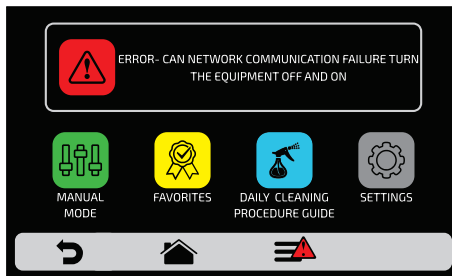 ERROR- CAN NETWORK COMMUNICATION FAILURE TURN
THE EQUIPMENT OFF AND ON
MANUAL
MODE
FAVORITES
DAILY CLEANING
PROCEDURE GUIDE
SETTINGS